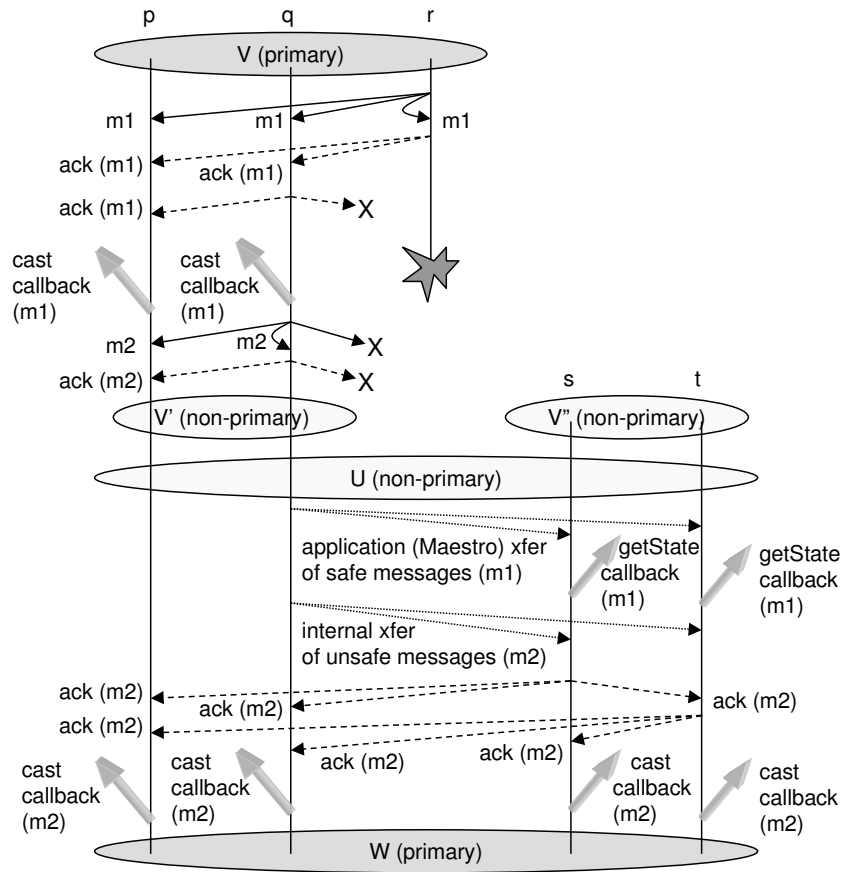 p q r
V (primary)
m1 m1 m1
ack (m1) ack (m1)
ack (m1) X
cast
callback
(m1)
cast
callback
(m1)
m2 m2 X
ack (m2) X
s t
V' (non-primary) V" (non-primary)
U (non-primary)
application (Maestro) xfer
of safe messages (m1)
getState
callback
(m1)
getState
callback
(m1)
internal xfer
of unsafe messages (m2)
ack (m2) ack (m2) ack (m2)
ack (m2) ack (m2) ack (m2)
cast
callback
(m2)
cast
callback
(m2)
cast
callback
(m2)
cast
callback
(m2)
W (primary)